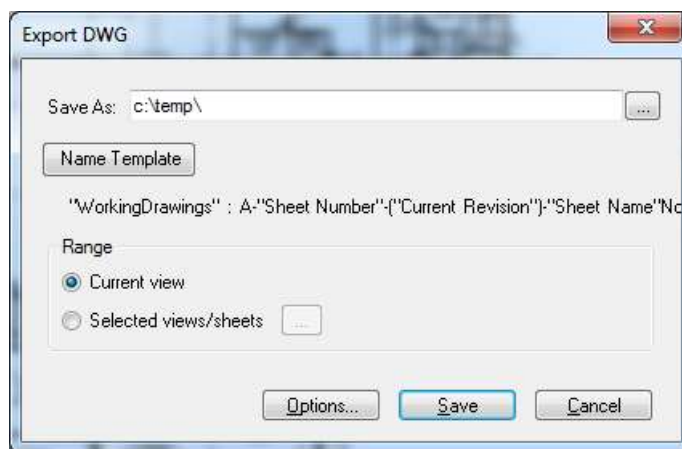 Export DWG
Save As: c:\temp\ ...
Name Template
"WorkingDrawings" : A-"Sheet Number"-("Current Revision")-"Sheet Name"No
Range
Current view
Selected views/sheets ...
Options... Save Cancel